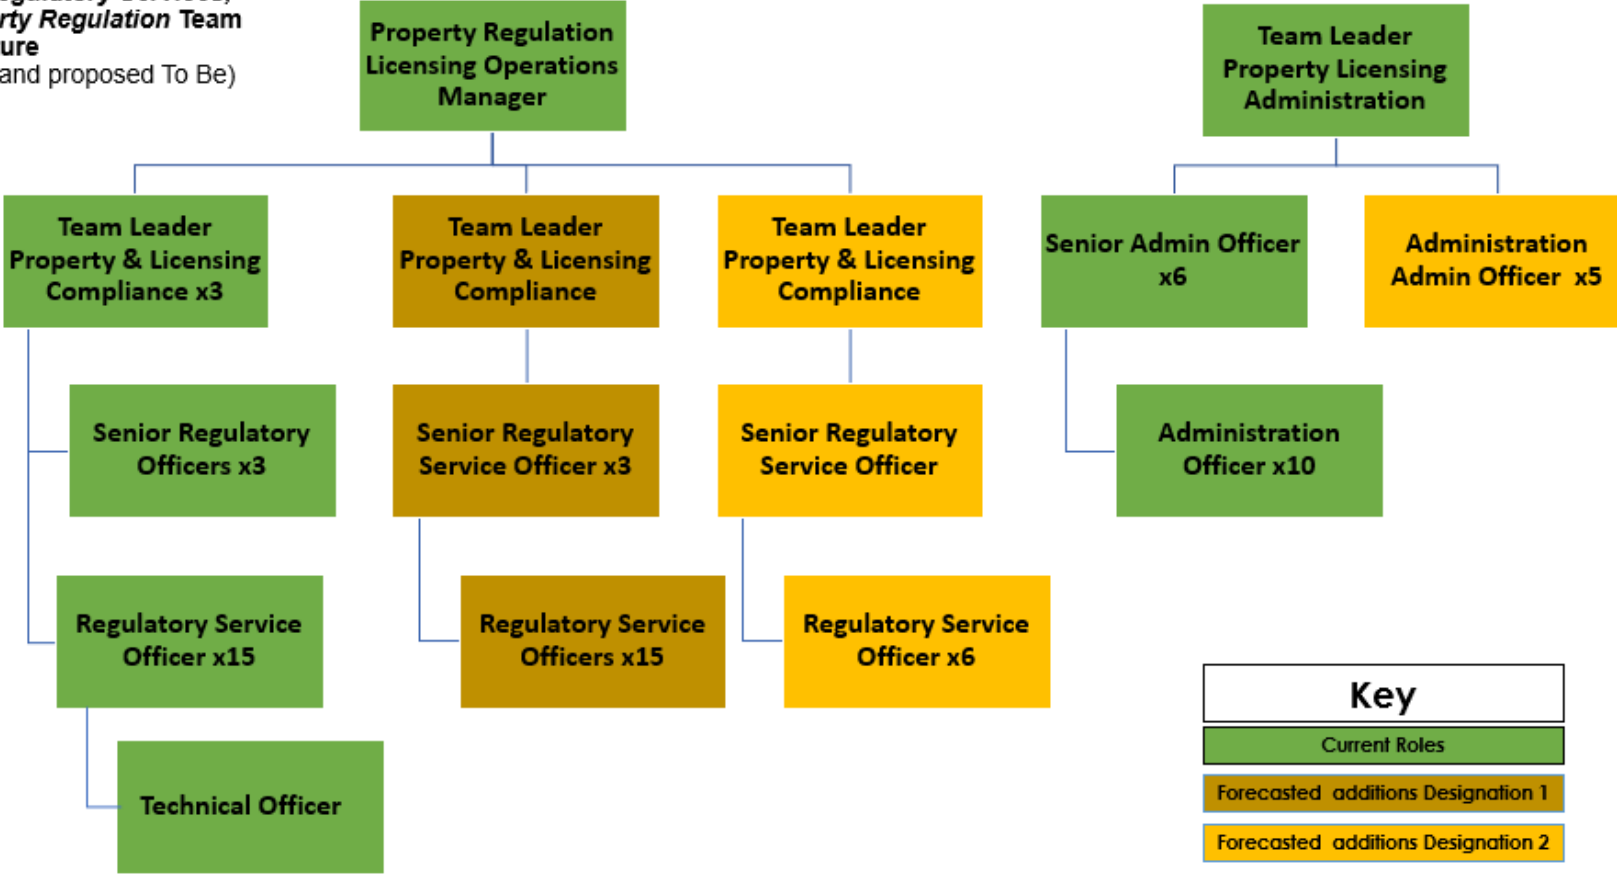 rty Regulation Team
ure
and proposed To Be)
Property Regulation
Licensing Operations
Manager
Team Leader
Property Licensing
Administration
Team Leader
Property & Licensing
Compliance x3
Team Leader
Property & Licensing
Compliance
Team Leader
Property & Licensing
Compliance
Senior Admin Officer
x6
Administration
Admin Officer x5
Senior Regulatory
Officers x3
Senior Regulatory
Service Officer x3
Senior Regulatory
Service Officer
Administration
Officer x10
Regulatory Service
Officer x15
Regulatory Service
Officers x15
Regulatory Service
Officer x6
Technical Officer
Key
Current Roles
Forecasted additions Designation 1
Forecasted additions Designation 2